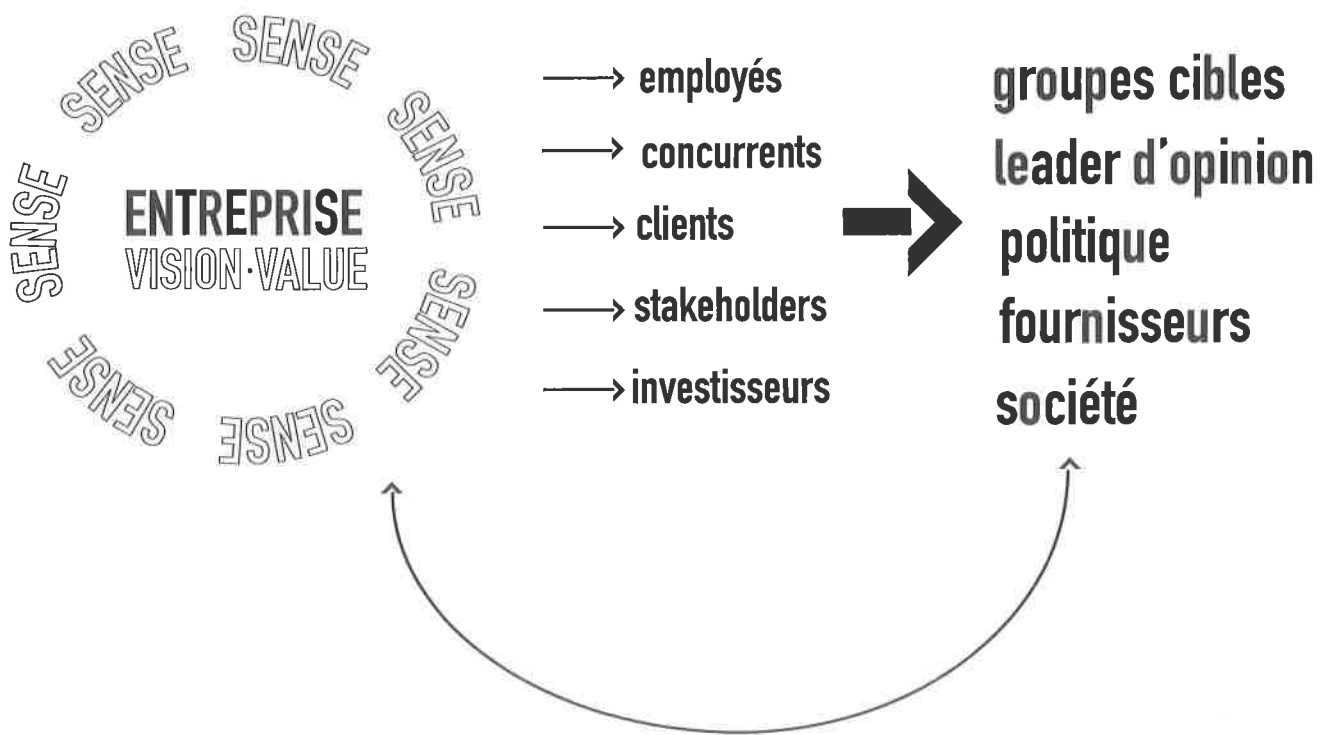 SENSE
SENSE
SENSE
SENSE
SENSE
SENSE
SENSE
ENTREPRISE
VISION·VALUE
employés
concurrents
clients
stakeholders
investisseurs
groupes cibles
leader d'opinion
politique
fournisseurs
société